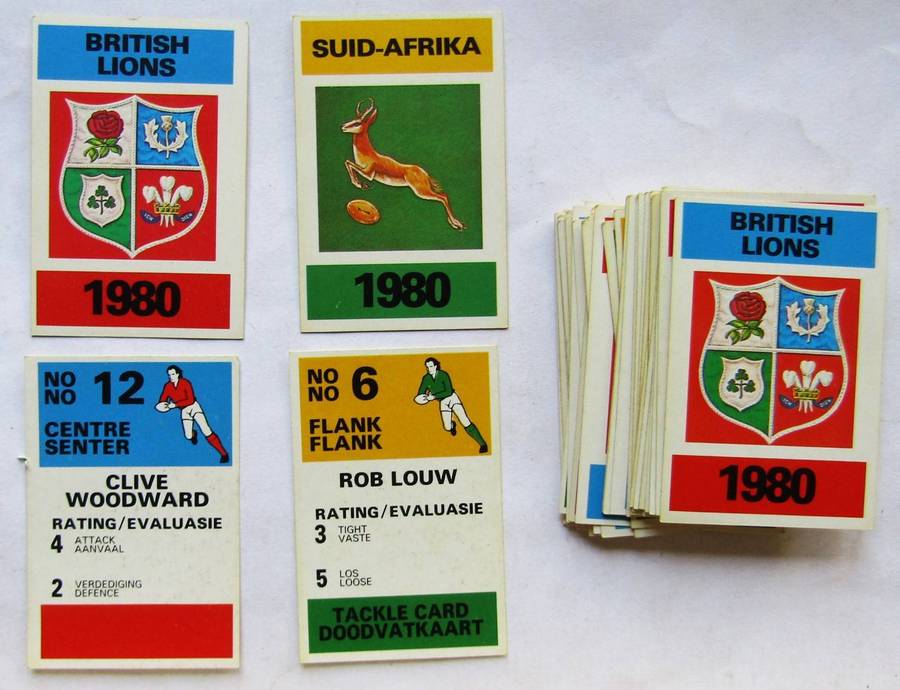 BRITISH
LIONS
1980
SUID-AFRIKA
1980
NO
NO 12
CENTRE
SENTER
CLIVE
WOODWARD
RATING/EVALUASIE
4 ATTACK
AANVAAL
2 VERDEDIGING
DEFENCE
NO
NO 6
FLANK
FLANK
ROB LOUW
RATING/EVALUASIE
3 TIGHT
VASTE
5 LOS
LOOSE
TACKLE CARD
DOODVATKAART
BRITISH
LIONS
ICH DIEN
1980